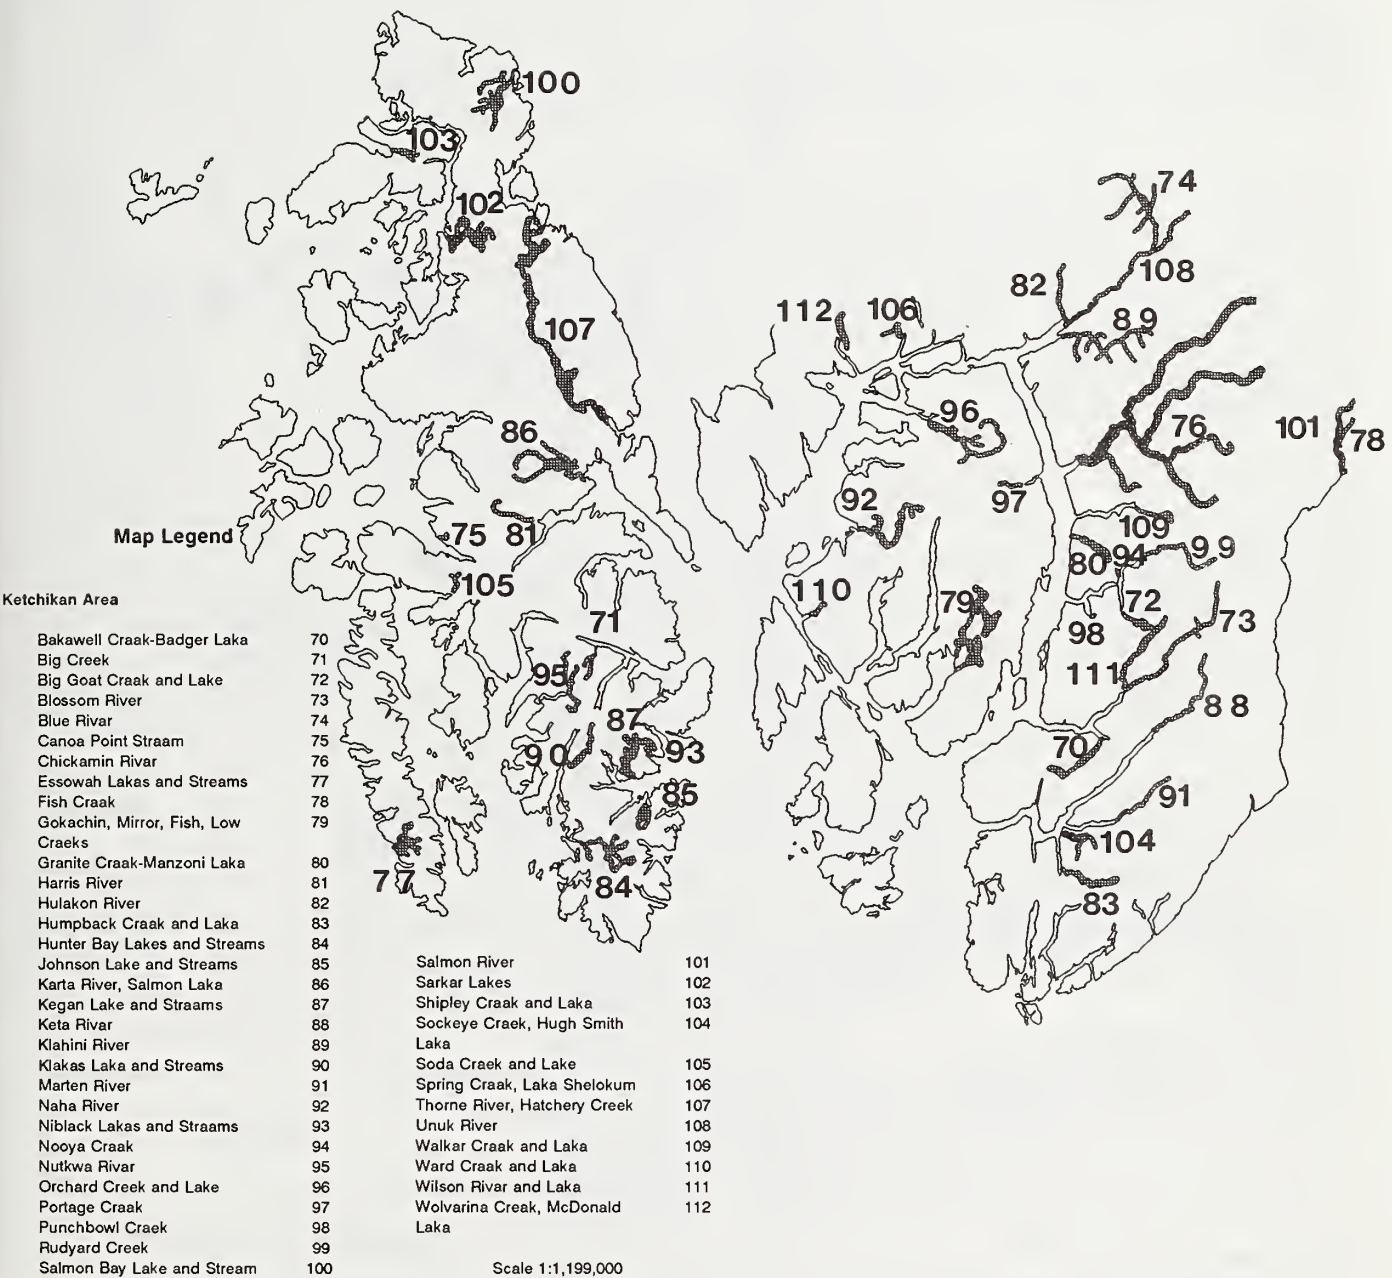 100
103
74
102
108
82
112
106
89
107
96
76
101
78
86
92
97
109
Map Legend
75
81
80
94
99
105
110
79
72
Ketchikan Area
71
98
73
95
111
88
87
90
93
70
85
91
104
77
84
83
Bakawell Craak-Badger Laka 70
Big Creek 71
Big Goat Craak and Lake 72
Blossom River 73
Blue Rivar 74
Canoa Point Straam 75
Chickamin Rivar 76
Essowah Lakas and Streams 77
Fish Craak 78
Gokachin, Mirror, Fish, Low 79
Craeks
Granite Craak-Manzoni Laka 80
Harris River 81
Hulakon River 82
Humpback Craak and Laka 83
Hunter Bay Lakes and Streams 84
Johnson Lake and Streams 85
Karta River, Salmon Laka 86
Kegan Lake and Straams 87
Keta Rivar 88
Klahini River 89
Klakas Laka and Streams 90
Marten River 91
Naha River 92
Niblack Lakas and Straams 93
Nooya Craak 94
Nutkwa Rivar 95
Orchard Creek and Lake 96
Portage Craak 97
Punchbowl Craek 98
Rudyard Creek 99
Salmon Bay Lake and Stream 100
Salmon River 101
Sarkar Lakes 102
Shipley Craak and Laka 103
Sockeye Craek, Hugh Smith 104
Laka
Soda Craek and Lake 105
Spring Craak, Laka Shelokum 106
Thorne River, Hatchery Creek 107
Unuk River 108
Walkar Craak and Laka 109
Ward Craak and Laka 110
Wilson Rivar and Laka 111
Wolvarina Creak, McDonald 112
Laka
Scale 1:1,199,000